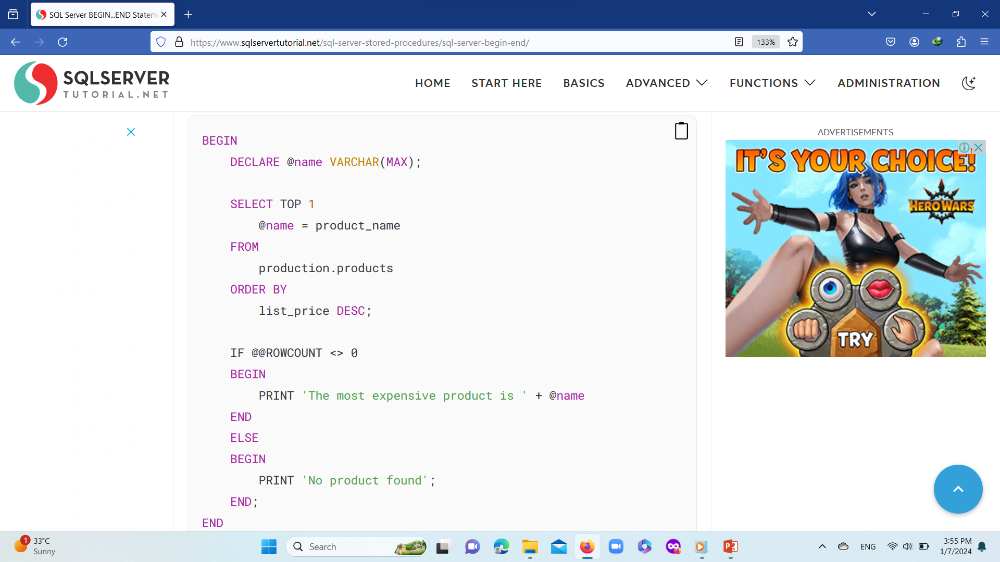 SQL Server BEGIN...END Statem
https://www.sqlservertutorial.net/sql-server-stored-procedures/sql-server-begin-end/
133%
SQLSERVER
TUTORIAL.NET
HOME
START HERE
BASICS
ADVANCED
FUNCTIONS
ADMINISTRATION
BEGIN
    DECLARE @name VARCHAR(MAX);
    SELECT TOP 1
        @name = product_name
    FROM
        production.products
    ORDER BY
        list_price DESC;
    IF @@ROWCOUNT <> 0
    BEGIN
        PRINT 'The most expensive product is ' + @name
    END
    ELSE
    BEGIN
        PRINT 'No product found';
    END;
END
ADVERTISEMENTS
IT'S YOUR CHOICE!
HERO WARS
TRY
1
33°C
Sunny
Search
ENG
3:55 PM
1/7/2024